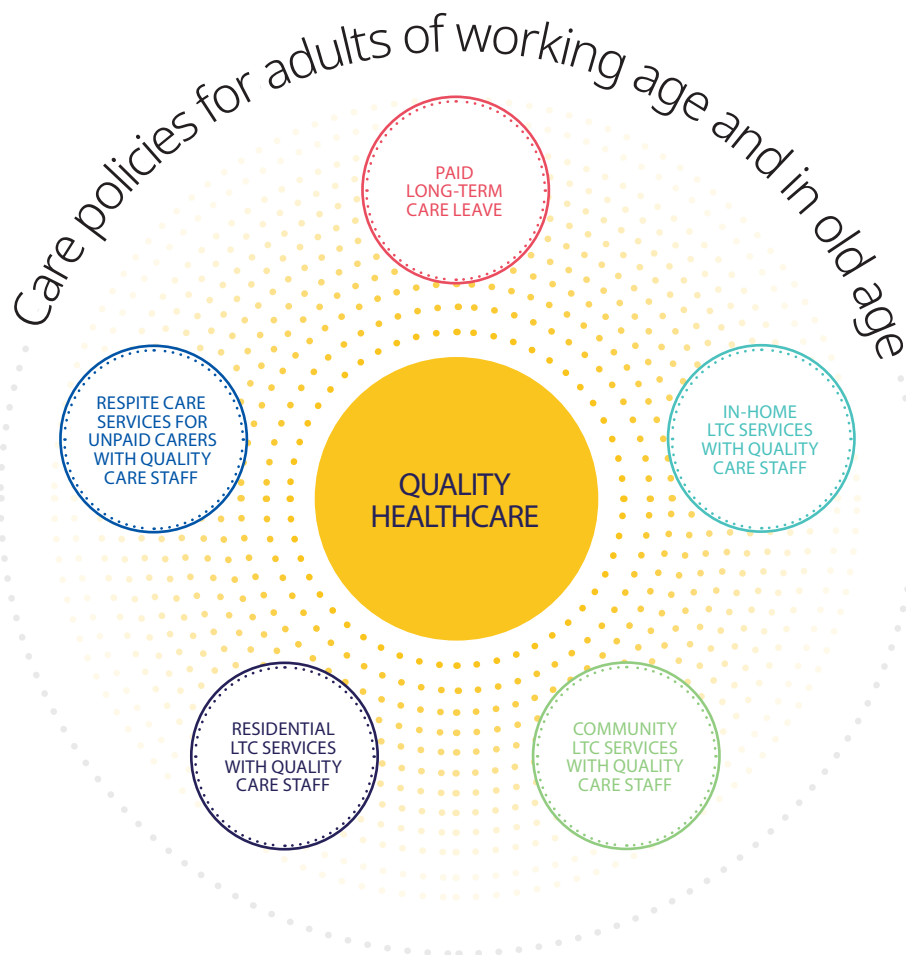 Care policies for adults of working age and in old age
PAID
LONG-TERM
CARE LEAVE
RESPITE CARE
SERVICES FOR
UNPAID CARERS
WITH QUALITY
CARE STAFF
IN-HOME
LTC SERVICES
WITH QUALITY
CARE STAFF
QUALITY
HEALTHCARE
RESIDENTIAL
LTC SERVICES
WITH QUALITY
CARE STAFF
COMMUNITY
LTC SERVICES
WITH QUALITY
CARE STAFF